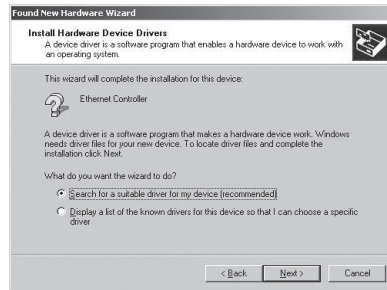 Found New Hardware Wizard
Install Hardware Device Drivers
A device driver is a software program that enables a hardware device to work with
an operating system.
This wizard will complete the installation for this device:
Ethernet Controller
A device driver is a software program that makes a hardware device work. Windows
needs driver files for your new device. To locate driver files and complete the
installation click Next.
What do you want the wizard to do?
Search for a suitable driver for my device (recommended)
Display a list of the known drivers for this device so that I can choose a specific
driver
< Back Next > Cancel